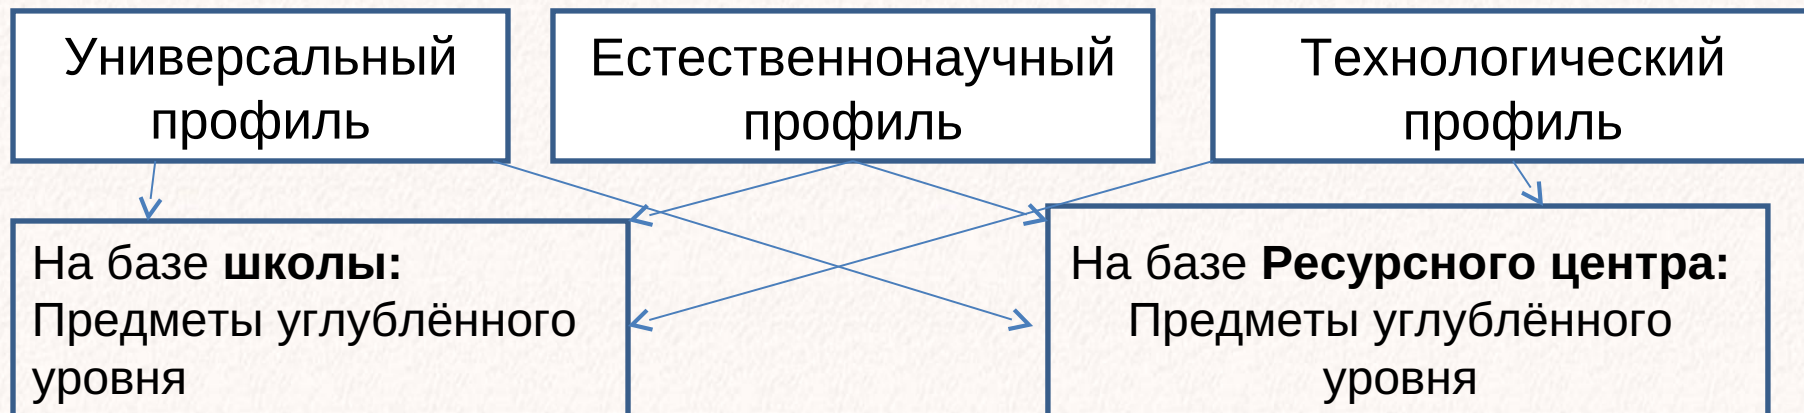 Универсальный
профиль
Естественнонаучный
профиль
Технологический
профиль
На базе школы:
Предметы углублённого
уровня
На базе Ресурсного центра:
Предметы углублённого
уровня